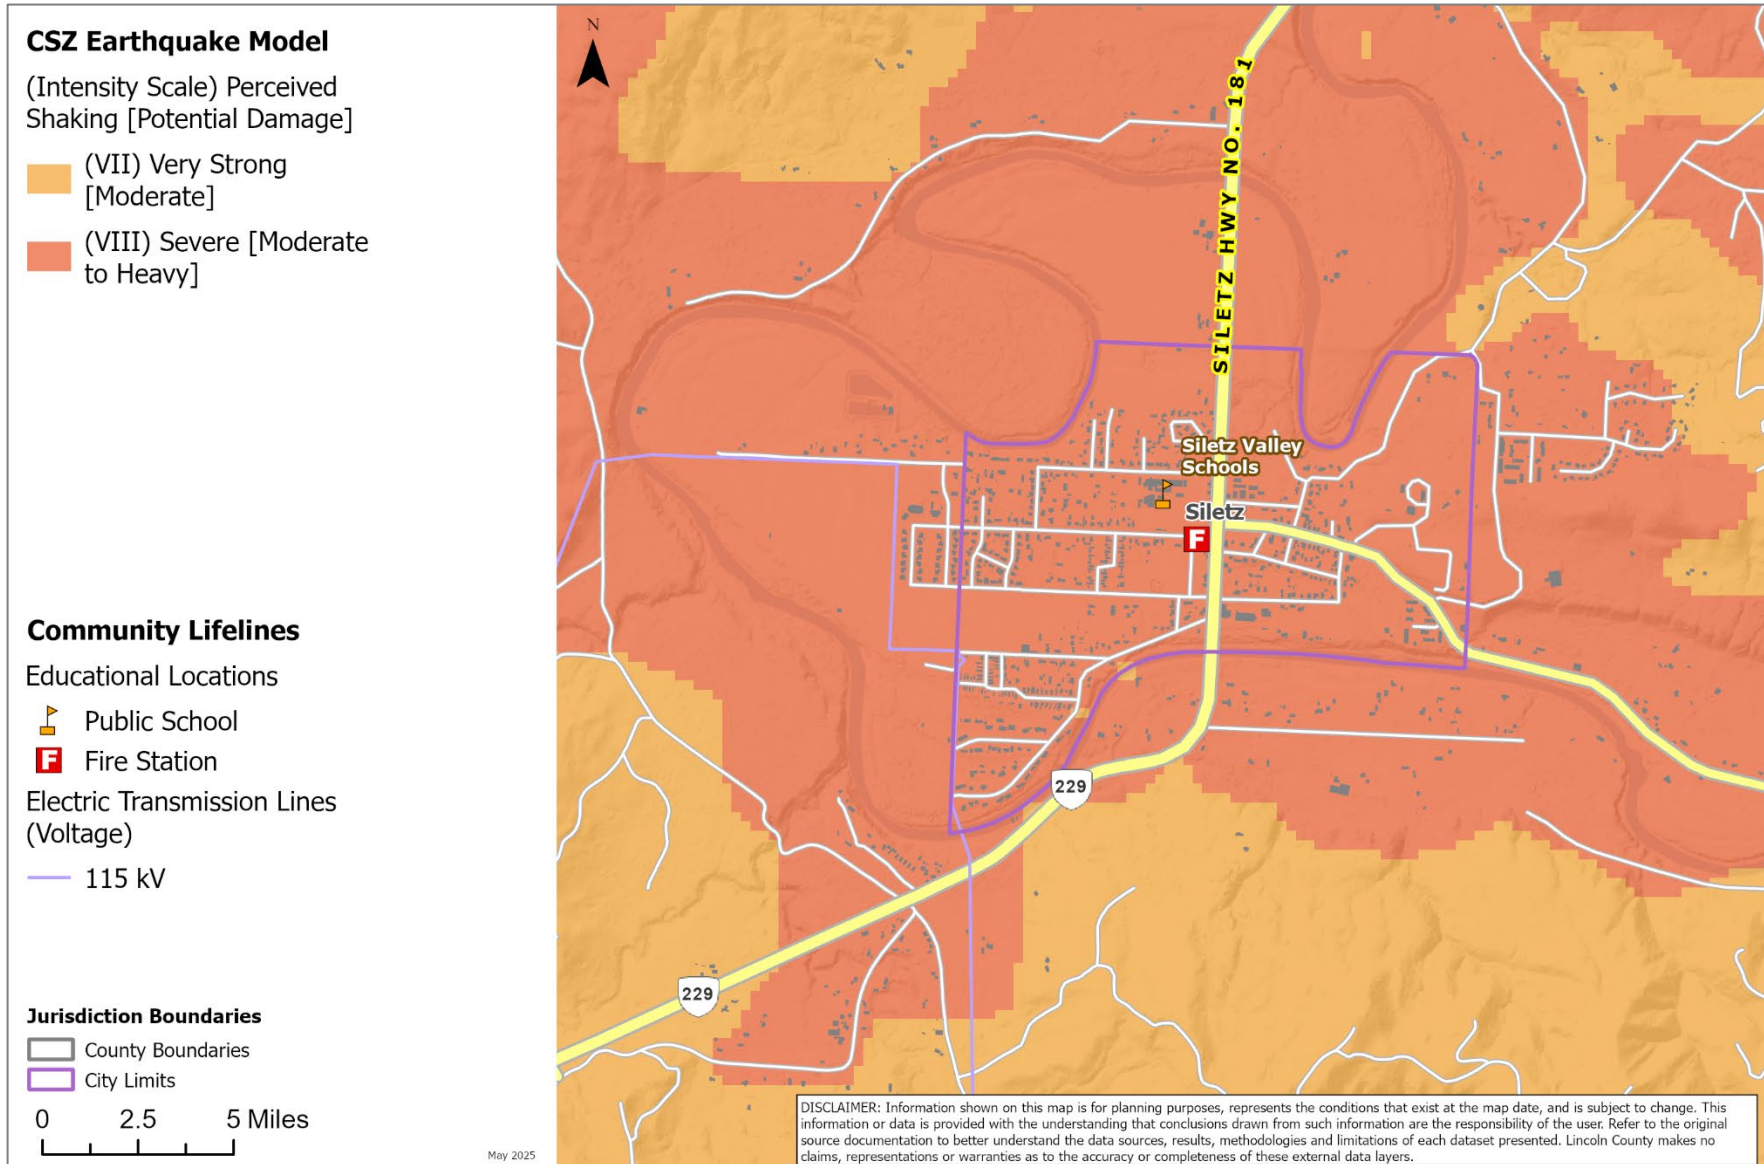 CSZ Earthquake Model
(Intensity Scale) Perceived
Shaking [Potential Damage]
(VII) Very Strong
[Moderate]
(VIII) Severe [Moderate
to Heavy]
Community Lifelines
Educational Locations
Public School
F
Fire Station
Electric Transmission Lines
(Voltage)
115 kV
Jurisdiction Boundaries
County Boundaries
City Limits
0 2.5 5 Miles
May 2025
N
SILETZ HWY NO. 181
Siletz Valley
Schools
Siletz
F
229
229
DISCLAIMER: Information shown on this map is for planning purposes, represents the conditions that exist at the map date, and is subject to change. This
information or data is provided with the understanding that conclusions drawn from such information are the responsibility of the user. Refer to the original
source documentation to better understand the data sources, results, methodologies and limitations of each dataset presented. Lincoln County makes no
claims, representations or warranties as to the accuracy or completeness of these external data layers.